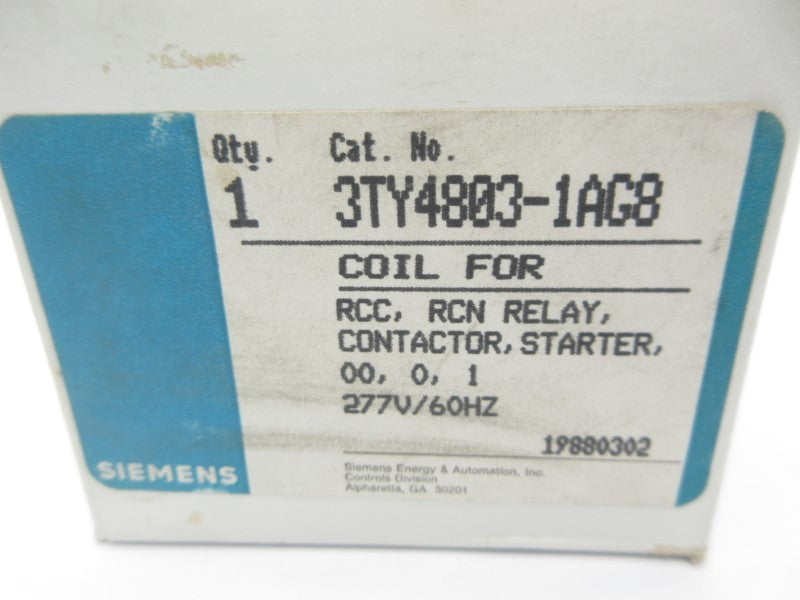 Qty. Cat. No.
1 3TY4803-1AG8
COIL FOR
RCC, RCN RELAY,
CONTACTOR, STARTER,
00, 0, 1
277V/60HZ
19880302
SIEMENS
Siemens Energy & Automation, Inc.
Controls Division
Alpharetta, GA 30201